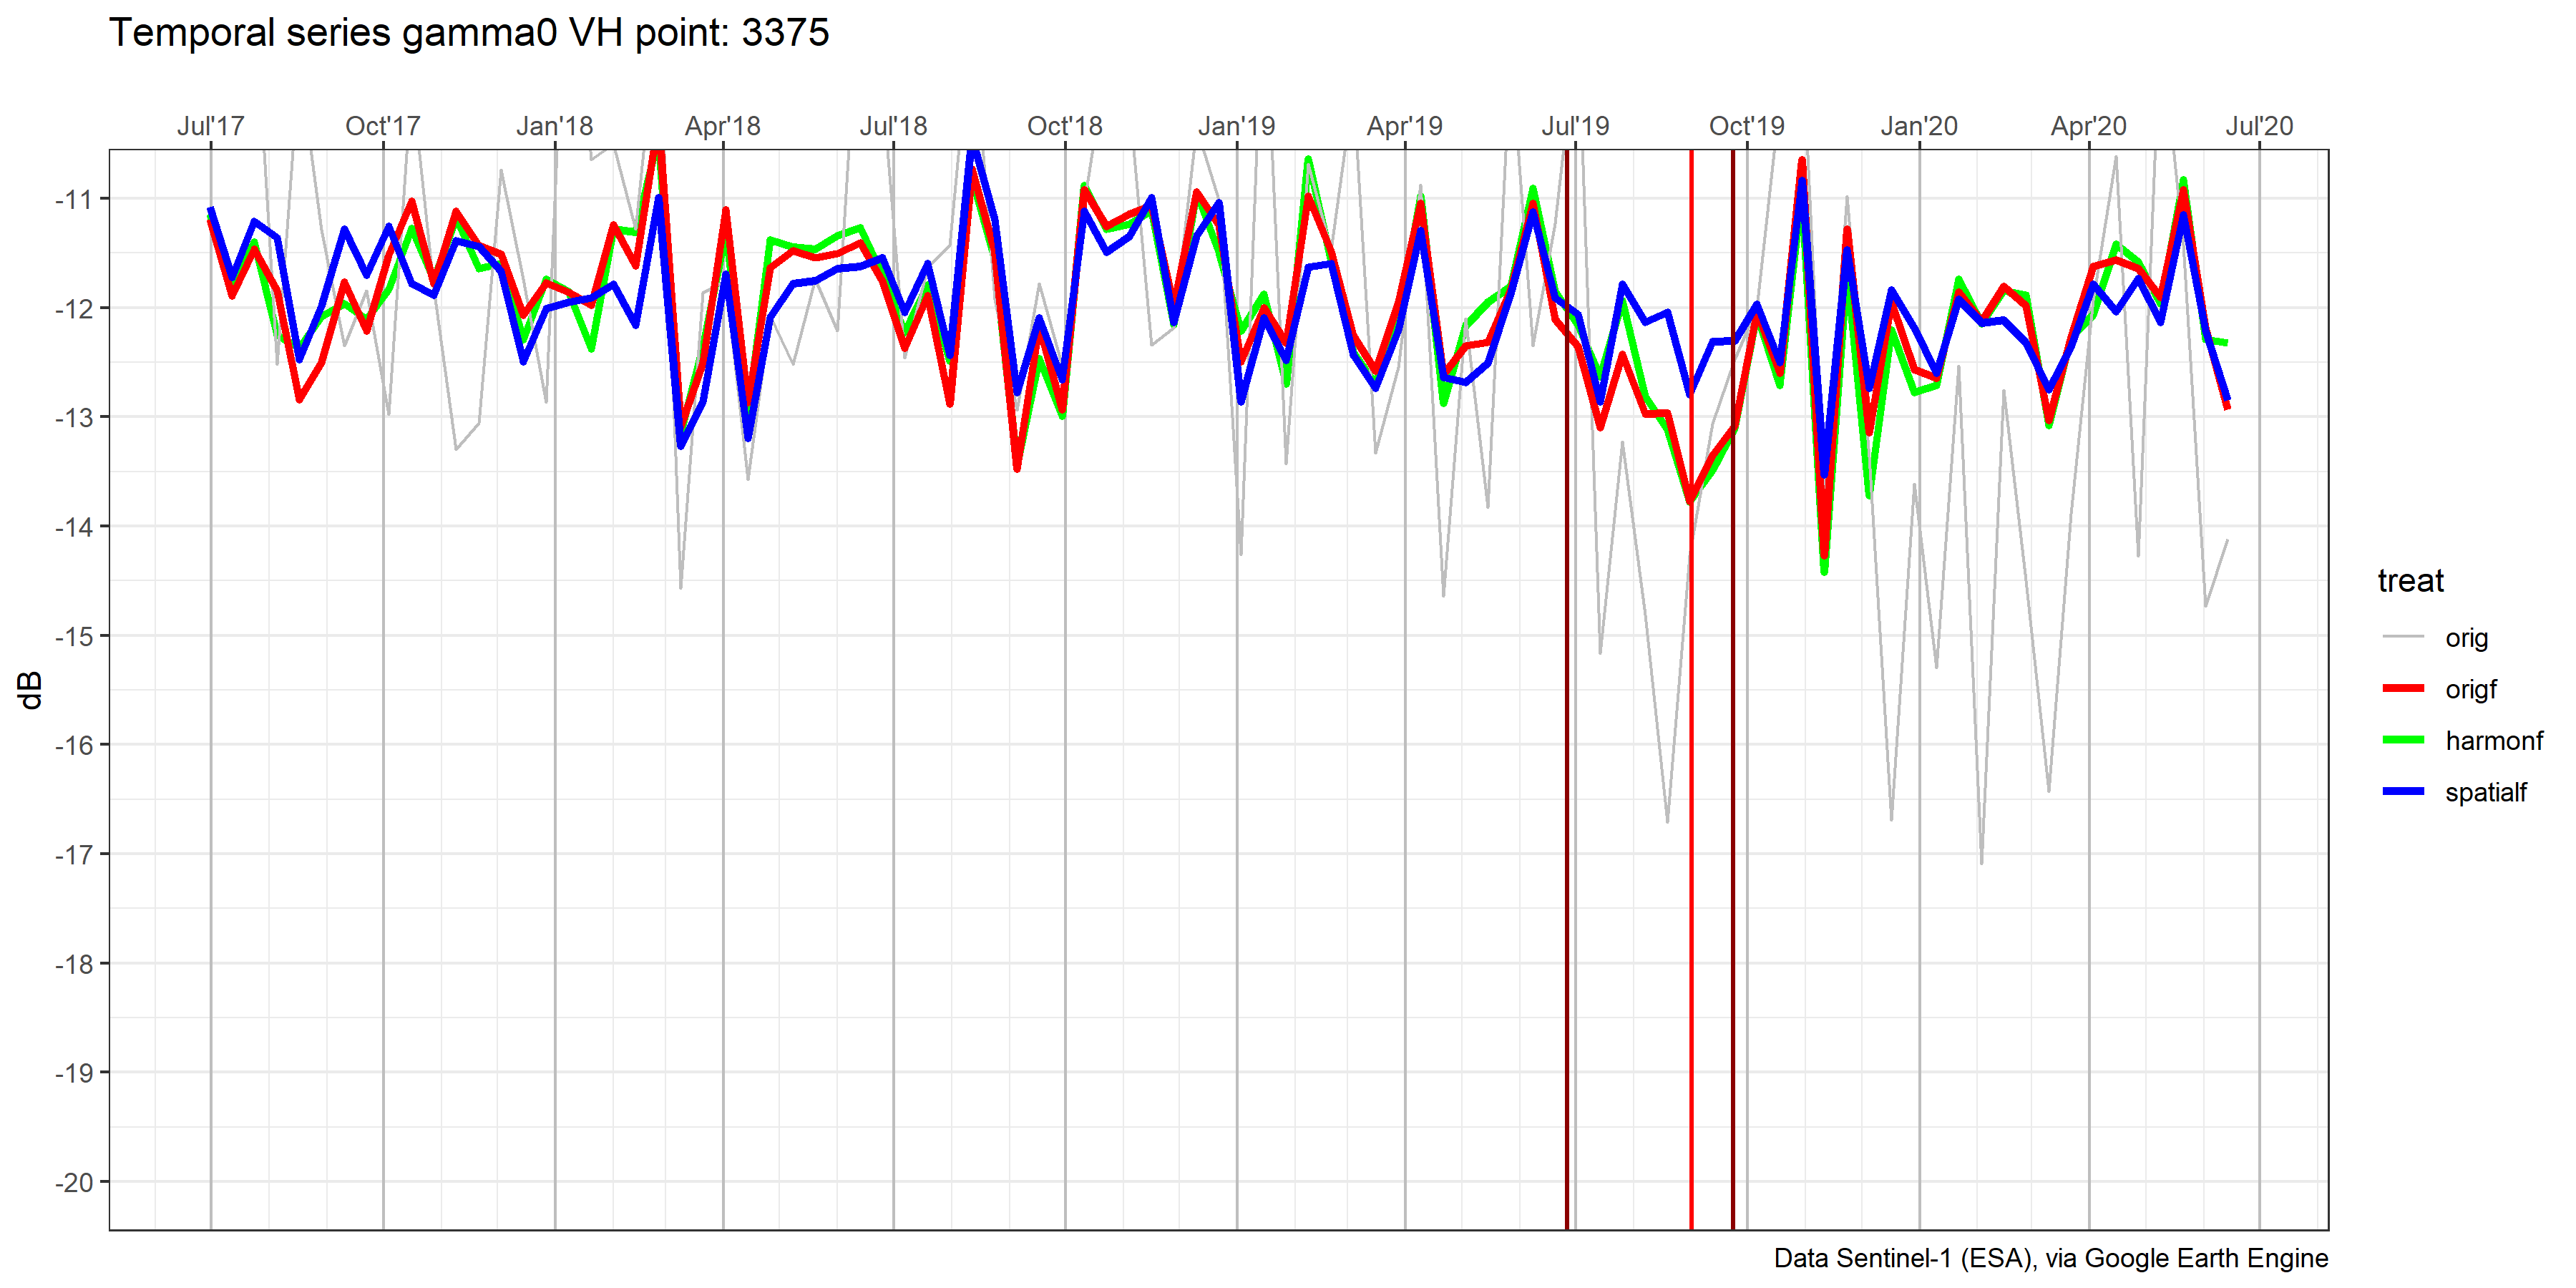 Temporal series gamma0 VH point: 3375
Jul'17 Oct'17 Jan'18 Apr'18 Jul'18 Oct'18 Jan'19 Apr'19 Jul'19 Oct'19 Jan'20 Apr'20 Jul'20
-11
-12
-13
-14
-15
-16
-17
-18
-19
-20
dB
treat
orig
origf
harmonf
spatialf
Data Sentinel-1 (ESA), via Google Earth Engine